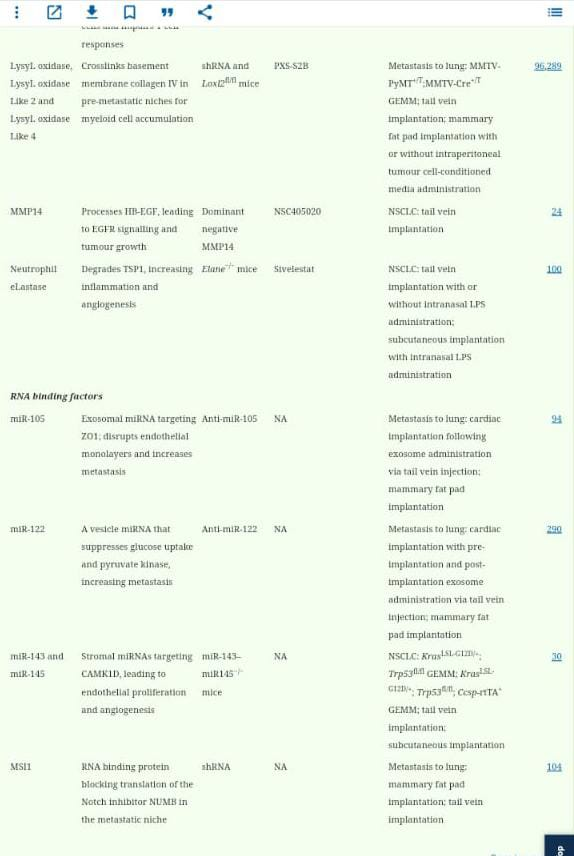 responses
LysyL oxidase, Crosslinks basement shRNA and PXS-S2B Metastasis to lung: MMTV- 96,289
LysyL oxidase membrane collagen IV in Loxl2fl/fl mice PyMT+/T;MMTV-Cre+/T
Like 2 and pre-metastatic niches for GEMM; tail vein
LysyL oxidase myeloid cell accumulation implantation; mammary
Like 4 fat pad implantation with
or without intraperitoneal
tumour cell-conditioned
media administration
MMP14 Processes HB-EGF, leading Dominant NSC405020 NSCLC: tail vein 24
to EGFR signalling and negative implantation
tumour growth MMP14
Neutrophil Degrades TSP1, increasing Elane−/− mice Sivelestat NSCLC: tail vein 100
eLastase inflammation and implantation with or
angiogenesis without intranasal LPS
administration;
subcutaneous implantation
with intranasal LPS
administration
RNA binding factors
miR-105 Exosomal miRNA targeting Anti-miR-105 NA Metastasis to lung: cardiac 94
ZO1; disrupts endothelial implantation following
monolayers and increases exosome administration
metastasis via tail vein injection;
mammary fat pad
implantation
miR-122 A vesicle miRNA that Anti-miR-122 NA Metastasis to lung: cardiac 290
suppresses glucose uptake implantation with pre-
and pyruvate kinase, implantation and post-
increasing metastasis implantation exosome
administration via tail vein
injection; mammary fat
pad implantation
miR-143 and Stromal miRNAs targeting miR-143– NA NSCLC: KrasLSL-G12D/+; 30
miR-145 CAMK1D, leading to miR145−/− Trp53fl/fl GEMM; KrasLSL-
endothelial proliferation mice G12D/+; Trp53fl/fl; Ccsp-rtTA+
and angiogenesis GEMM; tail vein
implantation;
subcutaneous implantation
MSI1 RNA binding protein shRNA NA Metastasis to lung: 104
blocking translation of the mammary fat pad
Notch inhibitor NUMB in implantation; tail vein
the metastatic niche implantation